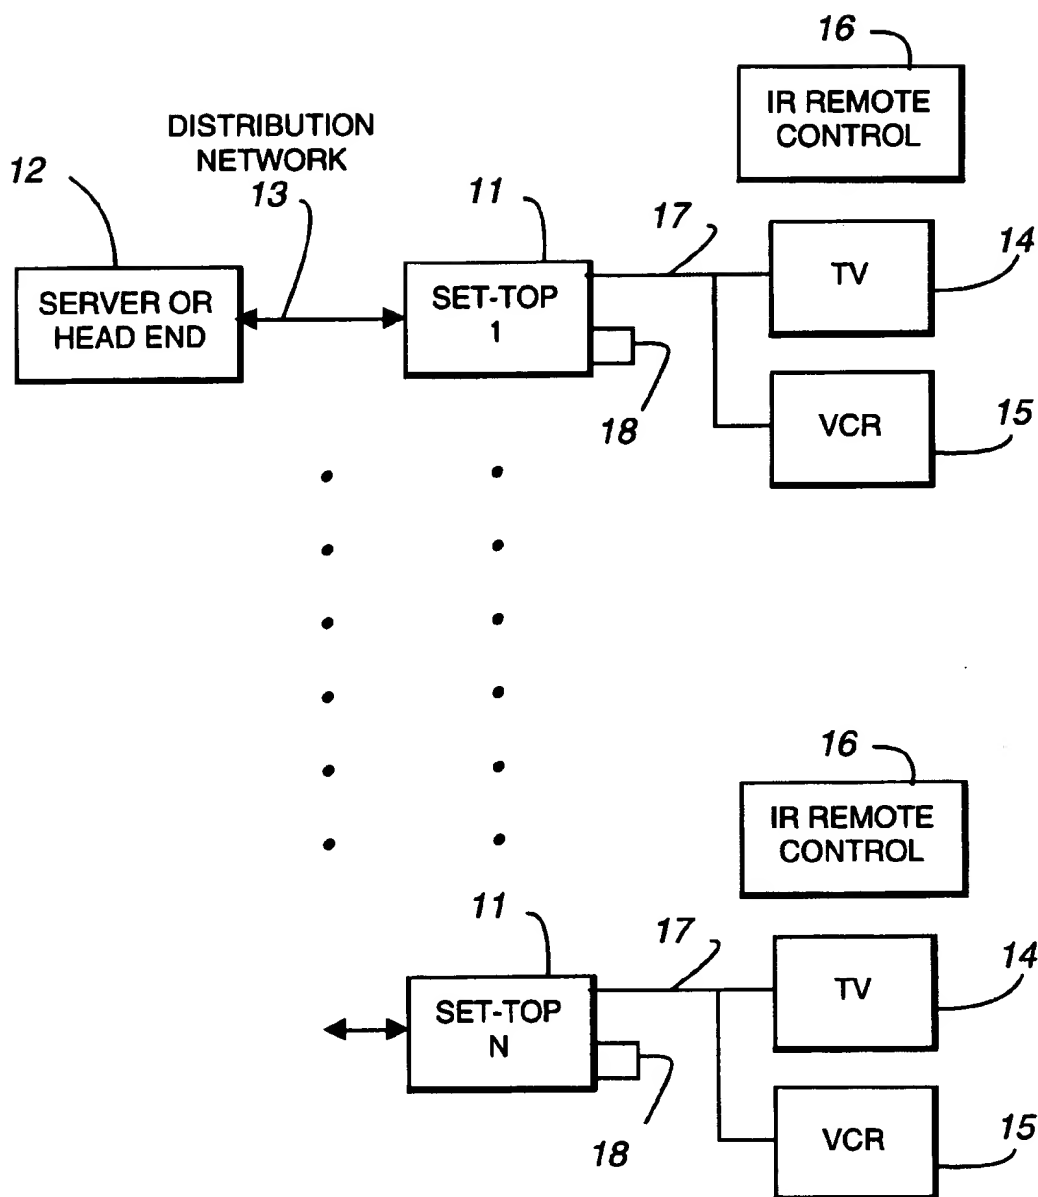 16
IR REMOTE
CONTROL
DISTRIBUTION
NETWORK
12
13
11
17
SERVER OR
HEAD END
SET-TOP
1
TV
14
18
VCR
15
16
IR REMOTE
CONTROL
11
17
SET-TOP
N
TV
14
18
VCR
15